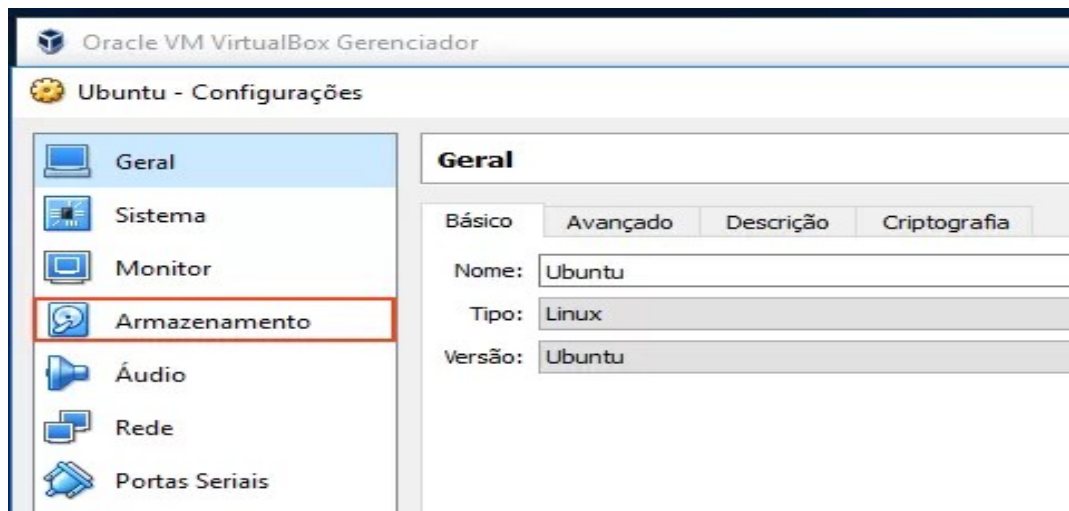 Oracle VM VirtualBox Gerenciador
Ubuntu - Configurações
Geral
Sistema
Monitor
Armazenamento
Áudio
Rede
Portas Seriais
Geral
Básico Avançado Descrição Criptografia
Nome: Ubuntu
Tipo: Linux
Versão: Ubuntu